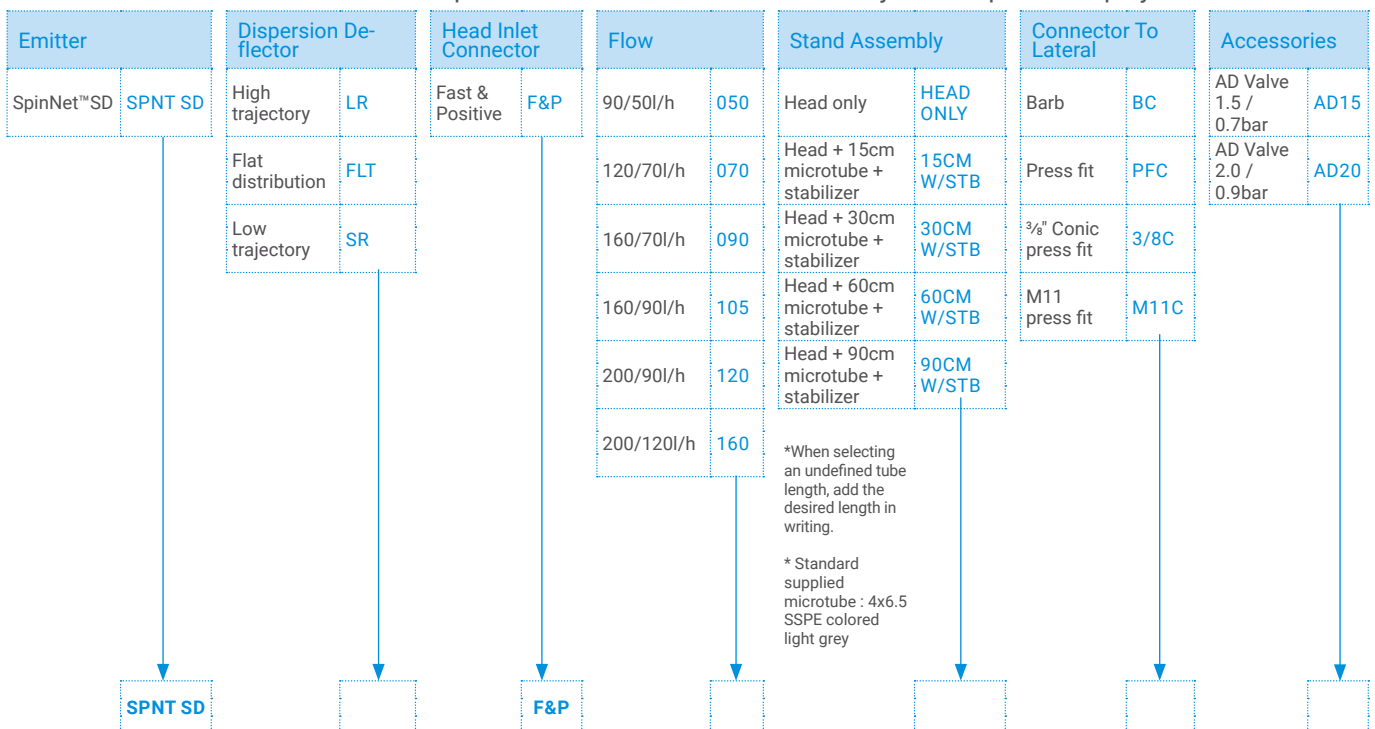 Emitter
SpinNet™SD
SPNT SD
Dispersion De-
flector
High
trajectory
LR
Flat
distribution
FLT
Low
trajectory
SR
Head Inlet
Connector
Fast &
Positive
F&P
Flow
90/50l/h
050
120/70l/h
070
160/70l/h
090
160/90l/h
105
200/90l/h
120
200/120l/h
160
Stand Assembly
Head only
HEAD
ONLY
Head + 15cm
microtube +
stabilizer
15CM
W/STB
Head + 30cm
microtube +
stabilizer
30CM
W/STB
Head + 60cm
microtube +
stabilizer
60CM
W/STB
Head + 90cm
microtube +
stabilizer
90CM
W/STB
*When selecting
an undefined tube
length, add the
desired length in
writing.
* Standard
supplied
microtube : 4x6.5
SSPE colored
light grey
Connector To
Lateral
Barb
BC
Press fit
PFC
³⁄₈" Conic
press fit
3/8C
M11
press fit
M11C
Accessories
AD Valve
1.5 /
0.7bar
AD15
AD Valve
2.0 /
0.9bar
AD20
SPNT SD
F&P